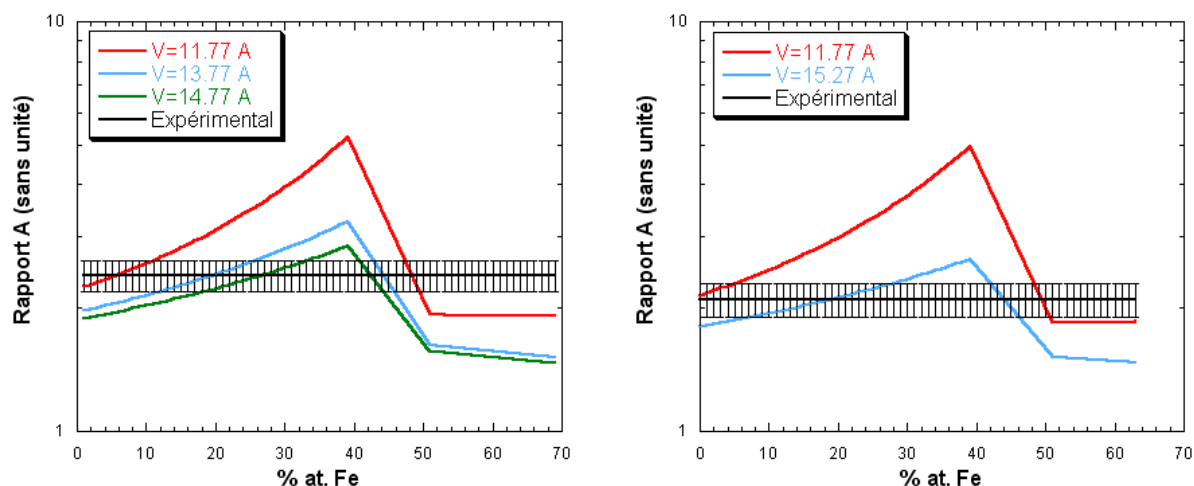 10
V=11.77 A
V=13.77 A
V=14.77 A
Expérimental
Rapport A (sans unité)
1
0 10 20 30 40 50 60 70
% at. Fe
10
V=11.77 A
V=15.27 A
Expérimental
Rapport A (sans unité)
1
0 10 20 30 40 50 60 70
% at. Fe